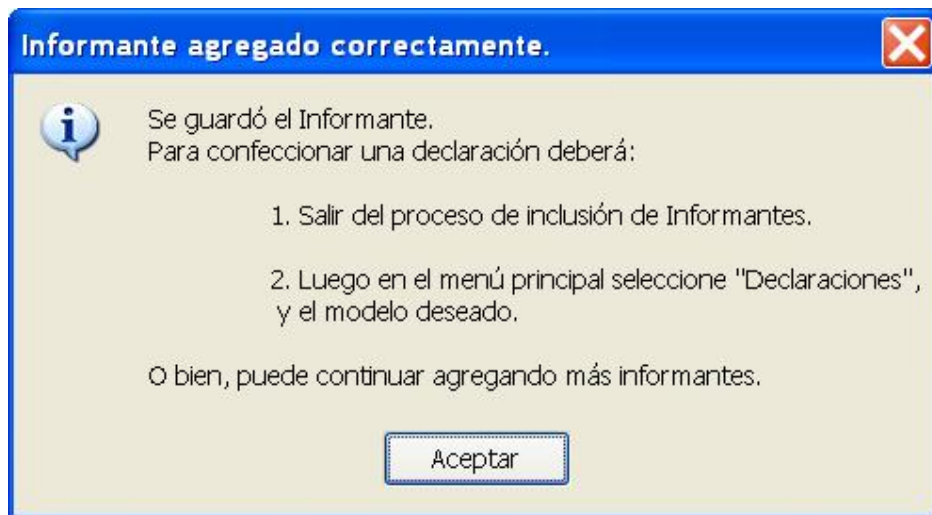 Informante agregado correctamente.
Se guardó el Informante.
Para confeccionar una declaración deberá:
1. Salir del proceso de inclusión de Informantes.
2. Luego en el menú principal seleccione "Declaraciones",
y el modelo deseado.
O bien, puede continuar agregando más informantes.
Aceptar